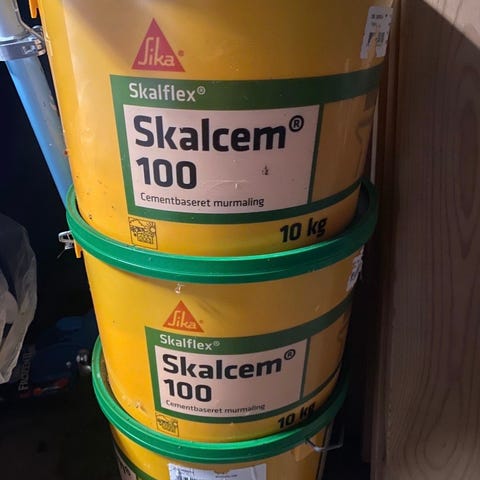 Sika
Skalflex®
Skalcem®
100
Cementbaseret murmaling
10 kg
Sika
Skalflex®
Skalcem®
100
Cementbaseret murmaling
10 kg